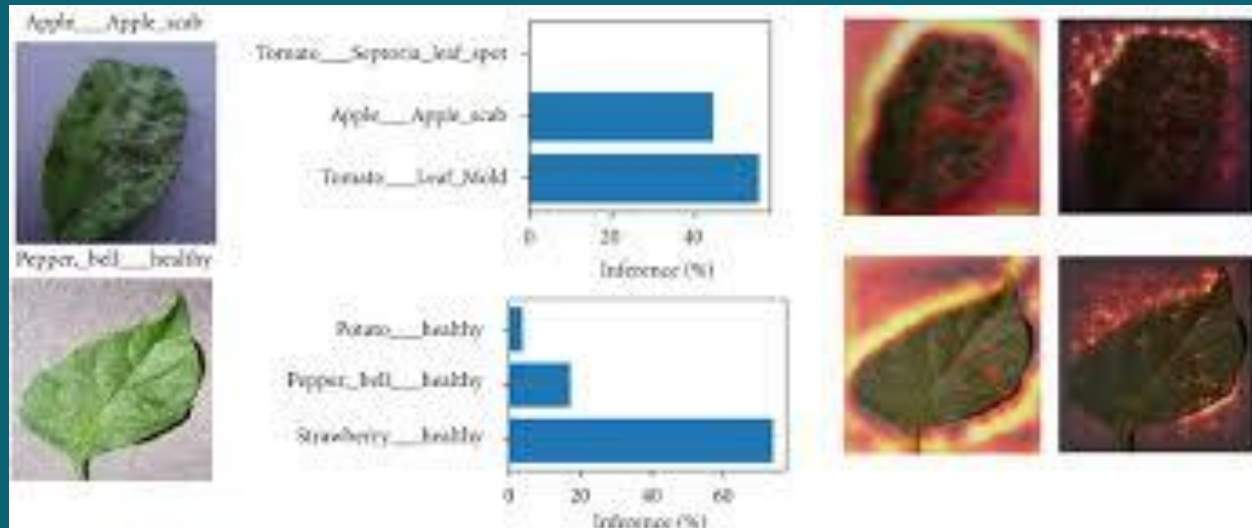 Apple___Apple_scab
Tomato___Septoria_leaf_spot
Apple___Apple_scab
Tomato___Leaf_Mold
0 20 40
Inference (%)
Pepper,_bell___healthy
Potato___healthy
Pepper,_bell___healthy
Strawberry___healthy
0 20 40 60
Inference (%)